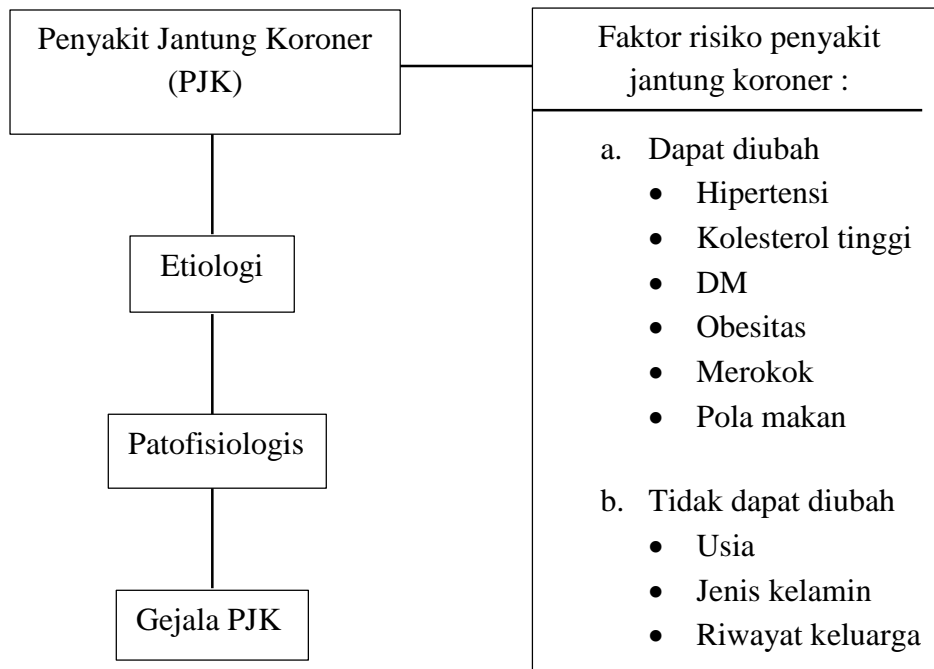 Penyakit Jantung Koroner
(PJK)
Etiologi
Patofisiologis
Gejala PJK
Faktor risiko penyakit
jantung koroner :
a. Dapat diubah
• Hipertensi
• Kolesterol tinggi
• DM
• Obesitas
• Merokok
• Pola makan
b. Tidak dapat diubah
• Usia
• Jenis kelamin
• Riwayat keluarga